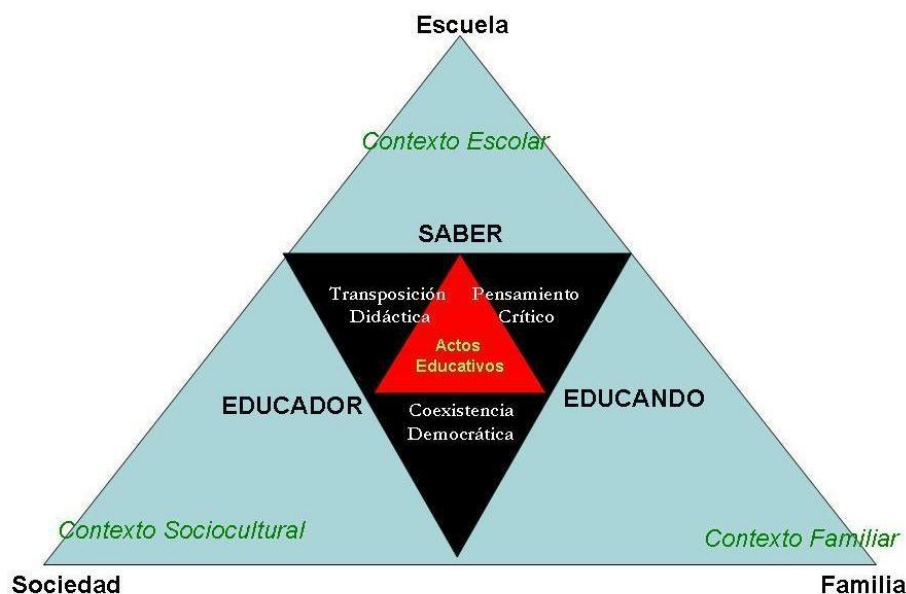 Escuela
Contexto Escolar
SABER
Transposición
Didáctica
Pensamiento
Crítico
Actos
Educativos
EDUCADOR
EDUCANDO
Coexistencia
Democrática
Contexto Sociocultural
Contexto Familiar
Sociedad
Familia